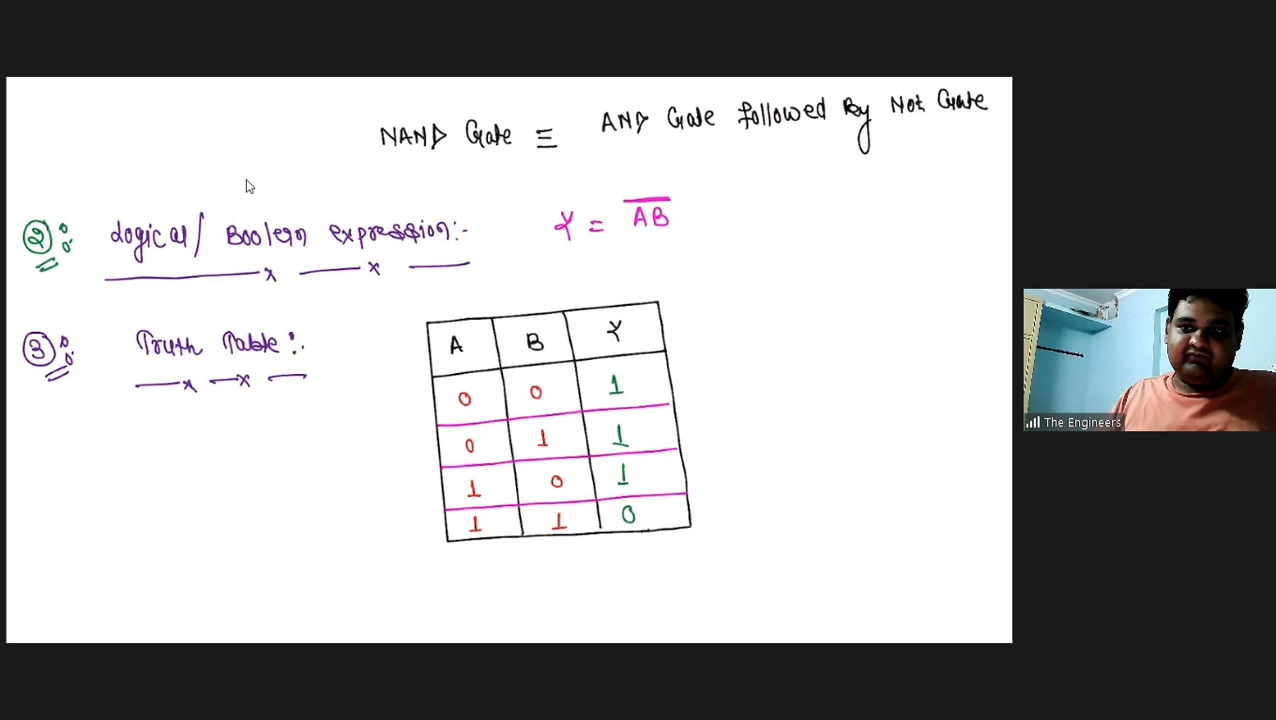 NAND Gate ≡ AND Gate followed By Not Gate
②: Logical/ Boolean expression:- Y = \overline{AB}
③: Truth Table:-
A B Y
0 0 1
0 1 1
1 0 1
1 1 0
The Engineers